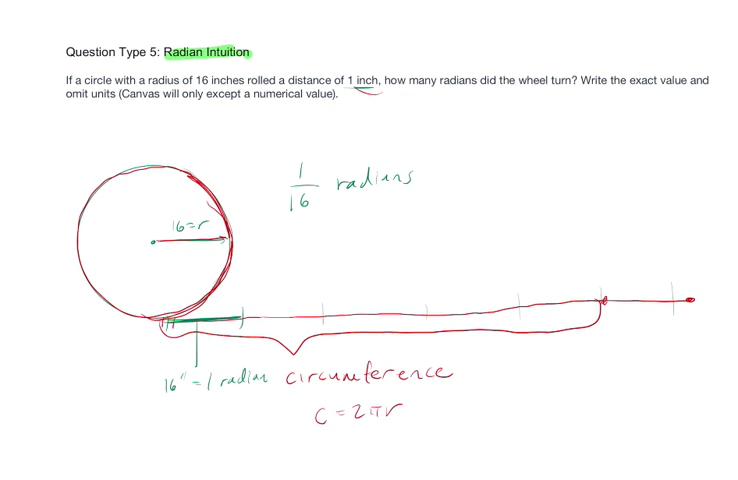 Question Type 5: Radian Intuition
If a circle with a radius of 16 inches rolled a distance of 1 inch, how many radians did the wheel turn? Write the exact value and
omit units (Canvas will only except a numerical value).
1/16 radians
16=r
16" = 1 radian circumference
C = 2πr